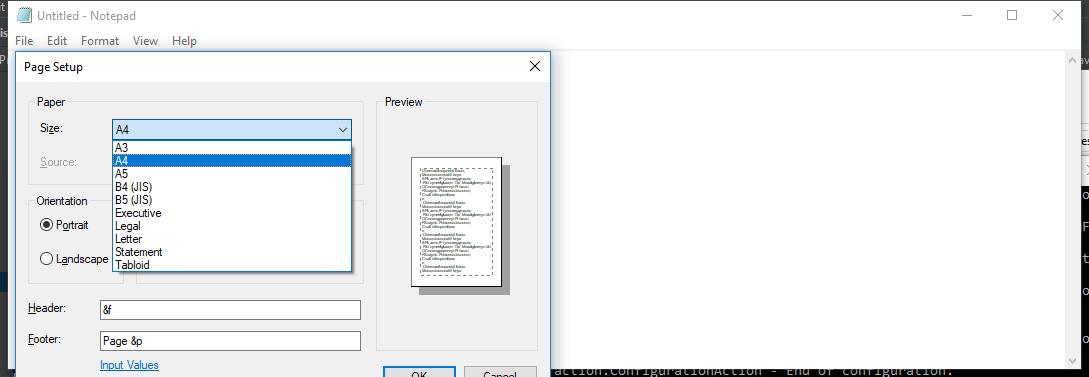 Untitled - Notepad
File Edit Format View Help
Page Setup
Paper
Size:
A4
A3
A4
A5
B4 (JIS)
B5 (JIS)
Executive
Legal
Letter
Statement
Tabloid
Source:
Orientation
Portrait
Landscape
Preview
Header:
&f
Footer:
Page &p
Input Values
OK
Cancel
action.ConfigurationAction - End of configuration.